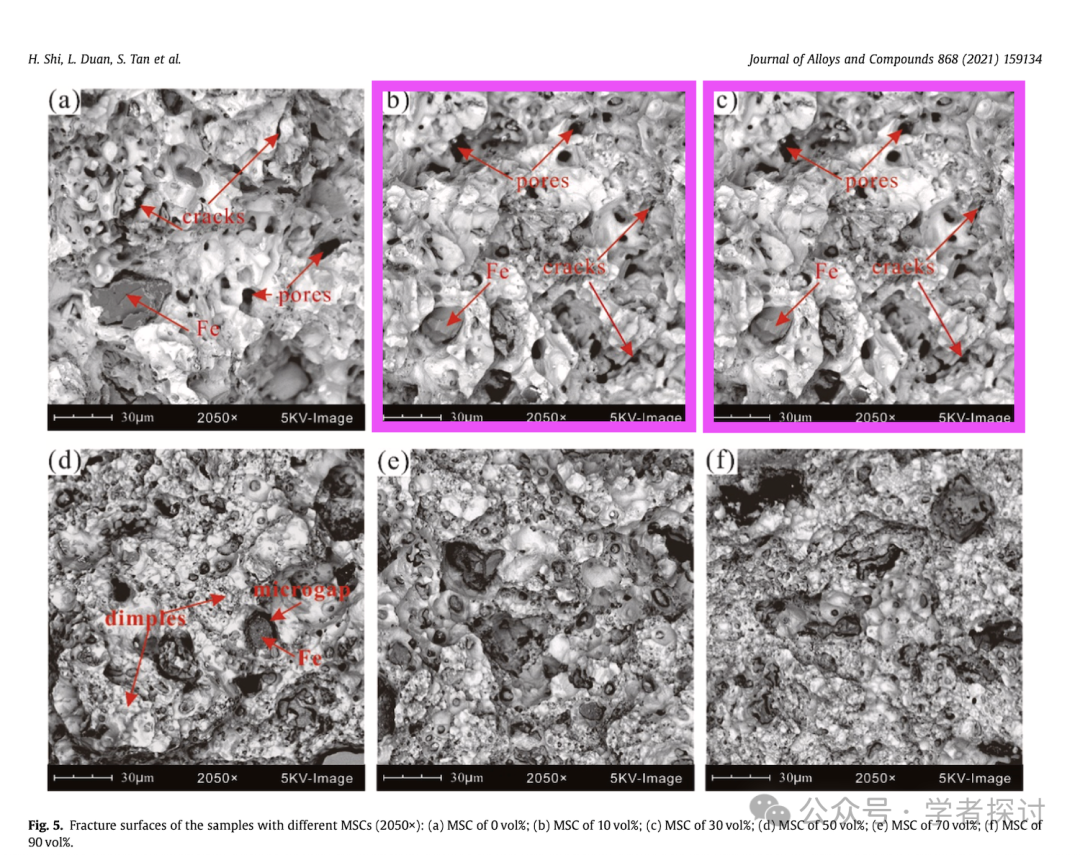 H. Shi, L. Duan, S. Tan et al.
Journal of Alloys and Compounds 868 (2021) 159134
(a)
cracks
pores
Fe
30μm 2050× 5KV-Image
b)
pores
Fe cracks
30μm 2050× 5KV-Image
c)
pores
Fe cracks
30μm 2050× 5KV-Image
(d)
microgap
dimples
Fe
30μm 2050× 5KV-Image
(e)
30μm 2050× 5KV-Image
(f)
30μm 2050× 5KV-Image
公众号 · 学者探讨
Fig. 5. Fracture surfaces of the samples with different MSCs (2050×): (a) MSC of 0 vol%; (b) MSC of 10 vol%; (c) MSC of 30 vol%; (d) MSC of 50 vol%; (e) MSC of 70 vol%; (f) MSC of
90 vol%.